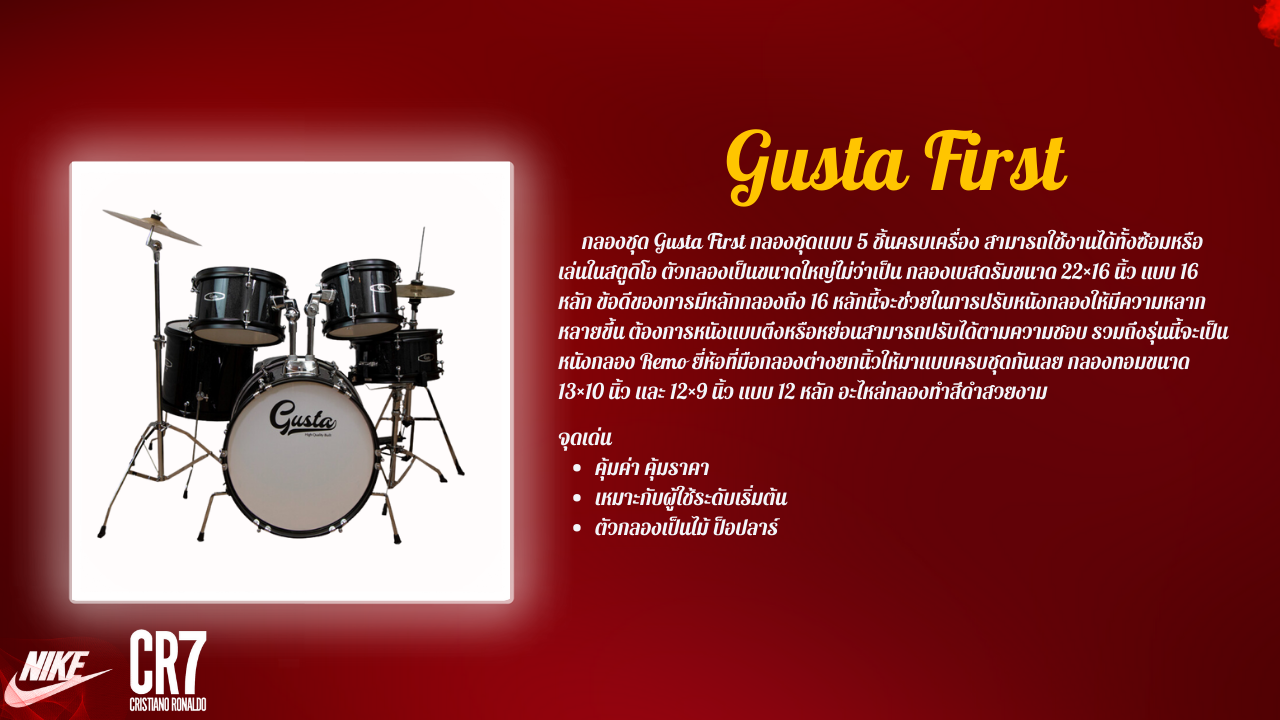 Gusta First
กลองชุด Gusta First กลองชุดแบบ 5 ชิ้นครบเครื่อง สามารถใช้งานได้ทั้งซ้อมหรือ
เล่นในสตูดิโอ ตัวกลองเป็นขนาดใหญ่ไม่ว่าเป็น กลองเบสดรัมขนาด 22×16 นิ้ว แบบ 16
หลัก ข้อดีของการมีหลักกลองถึง 16 หลักนี้จะช่วยในการปรับหนังกลองให้มีความหลาก
หลายขึ้น ต้องการหนังแบบตึงหรือหย่อนสามารถปรับได้ตามความชอบ รวมถึงรุ่นนี้จะเป็น
หนังกลอง Remo ยี่ห้อที่มือกลองต่างยกนิ้วให้มาแบบครบชุดกันเลย กลองทอมขนาด
13×10 นิ้ว และ 12×9 นิ้ว แบบ 12 หลัก อะไหล่กลองทำสีดำสวยงาม
จุดเด่น
• คุ้มค่า คุ้มราคา
• เหมาะกับผู้ใช้ระดับเริ่มต้น
• ตัวกลองเป็นไม้ ป็อปลาร์
Gusta
High Quality Built
NIKE
CR7
CRISTIANO RONALDO